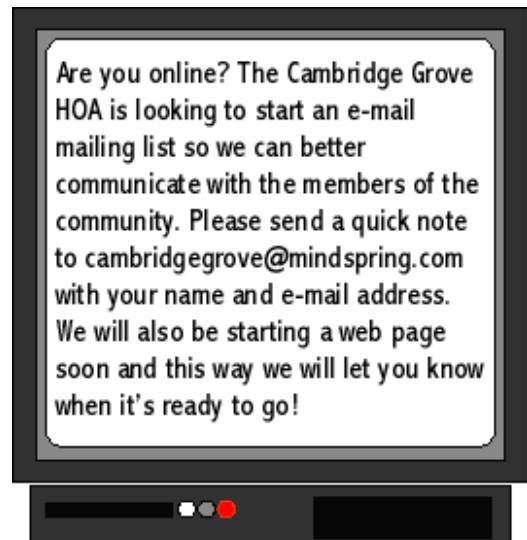 Are you online? The Cambridge Grove
HOA is looking to start an e-mail
mailing list so we can better
communicate with the members of the
community. Please send a quick note
to cambridgegrove@mindspring.com
with your name and e-mail address.
We will also be starting a web page
soon and this way we will let you know
when it's ready to go!